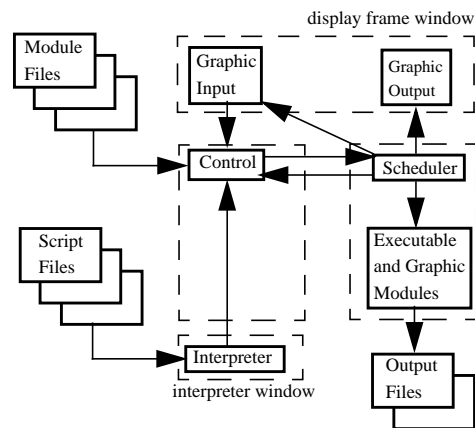 display frame window
Module
Files
Graphic
Input
Graphic
Output
Control
Scheduler
Script
Files
Executable
and Graphic
Modules
Interpreter
interpreter window
Output
Files